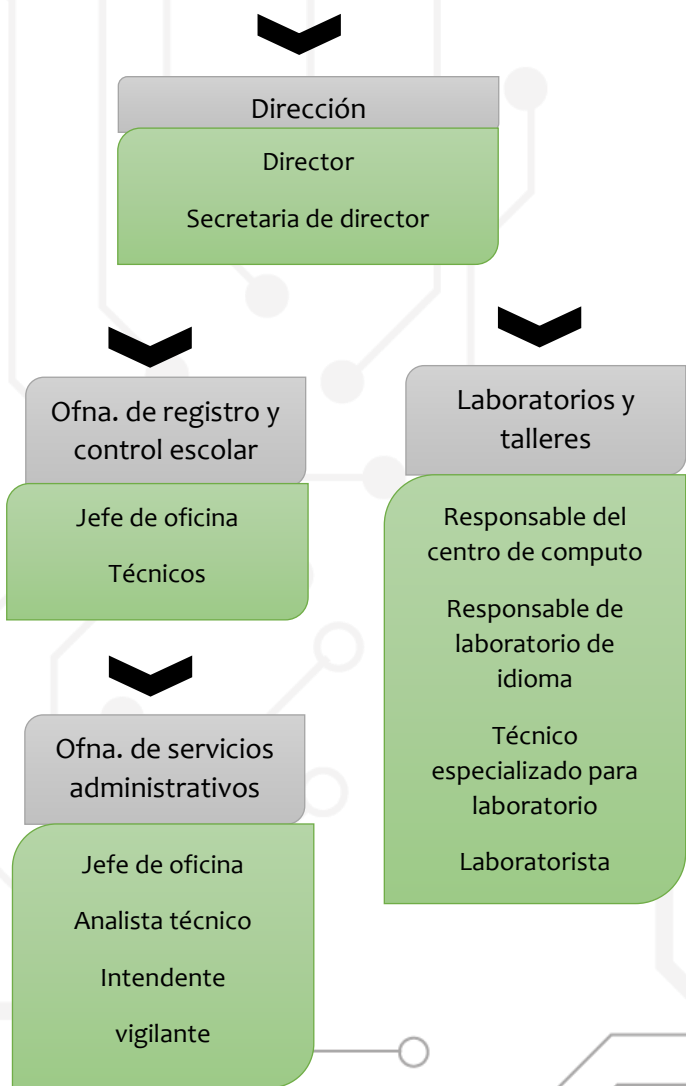 Dirección
Director
Secretaria de director
Ofna. de registro y
control escolar
Jefe de oficina
Técnicos
Ofna. de servicios
administrativos
Jefe de oficina
Analista técnico
Intendente
vigilante
Laboratorios y
talleres
Responsable del
centro de computo
Responsable de
laboratorio de
idioma
Técnico
especializado para
laboratorio
Laboratorista